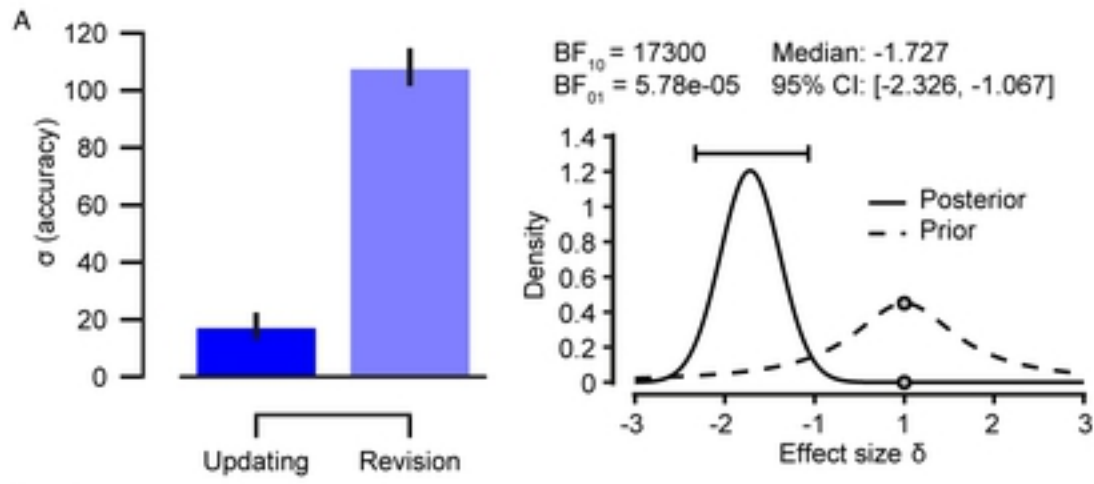 A
120
100
80
60
40
20
0
σ (accuracy)
Updating Revision
BF10 = 17300 Median: -1.727
BF01 = 5.78e-05 95% CI: [-2.326, -1.067]
1.4
1.2
1
0.8
0.6
0.4
0.2
0
Density
Posterior
Prior
-3 -2 -1 1 2 3
Effect size δ